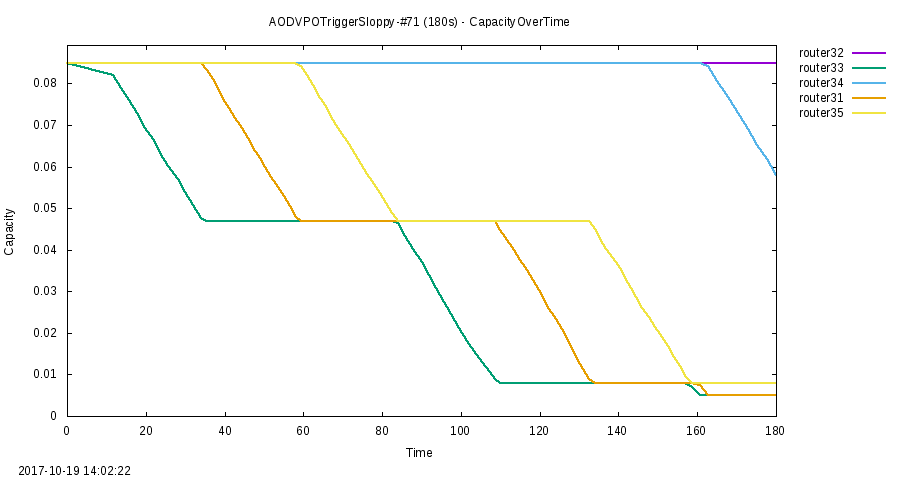 AODVPOTriggerSloppy-#71 (180s) - CapacityOverTime
router32
router33
router34
router31
router35
0.08
0.07
0.06
0.05
0.04
0.03
0.02
0.01
0
Capacity
0 20 40 60 80 100 120 140 160 180
Time
2017-10-19 14:02:22